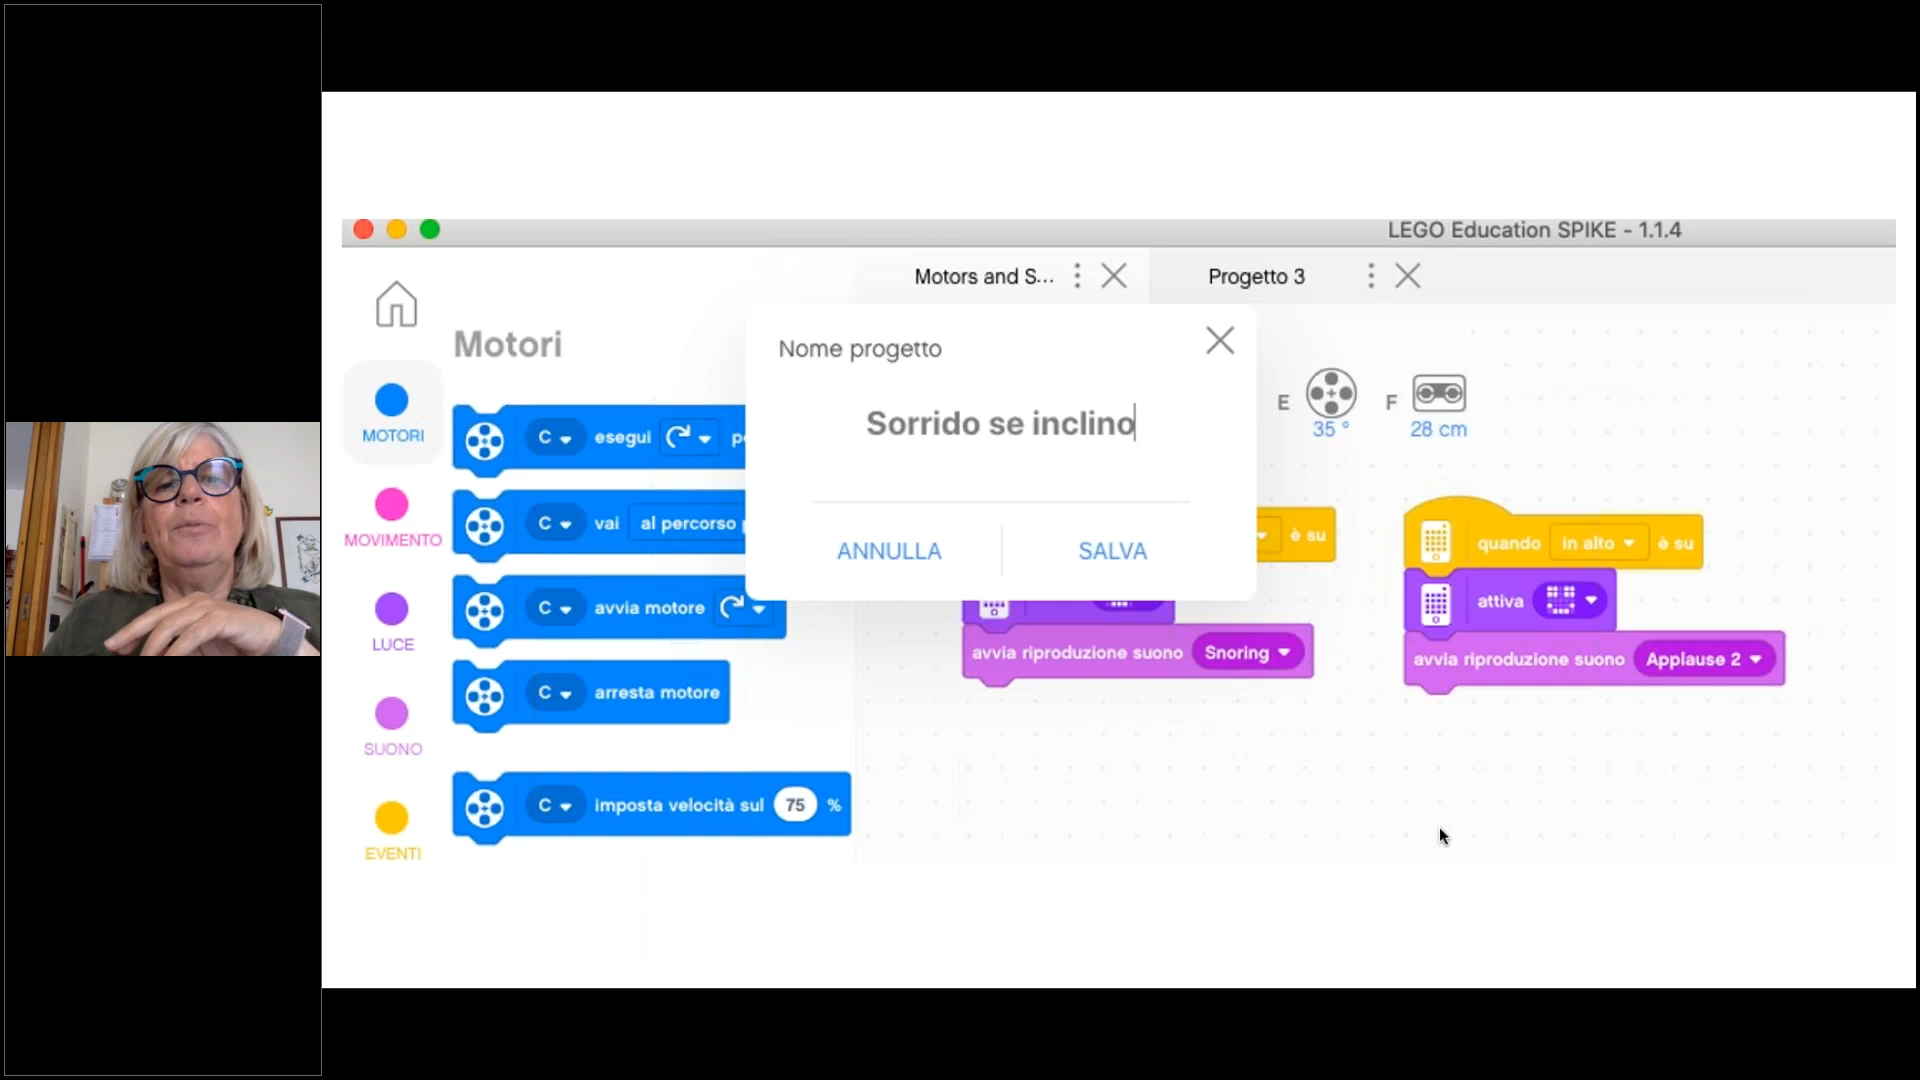 LEGO Education SPIKE - 1.1.4
Motors and S...
Progetto 3
Motori
MOTORI
MOVIMENTO
LUCE
SUONO
EVENTI
C esegui
C vai al percorso
C avvia motore
C arresta motore
C imposta velocità sul 75 %
Nome progetto
Sorrido se inclino
ANNULLA SALVA
E
35 °
F
28 cm
è su
avvia riproduzione suono Snoring
quando in alto è su
attiva
avvia riproduzione suono Applause 2